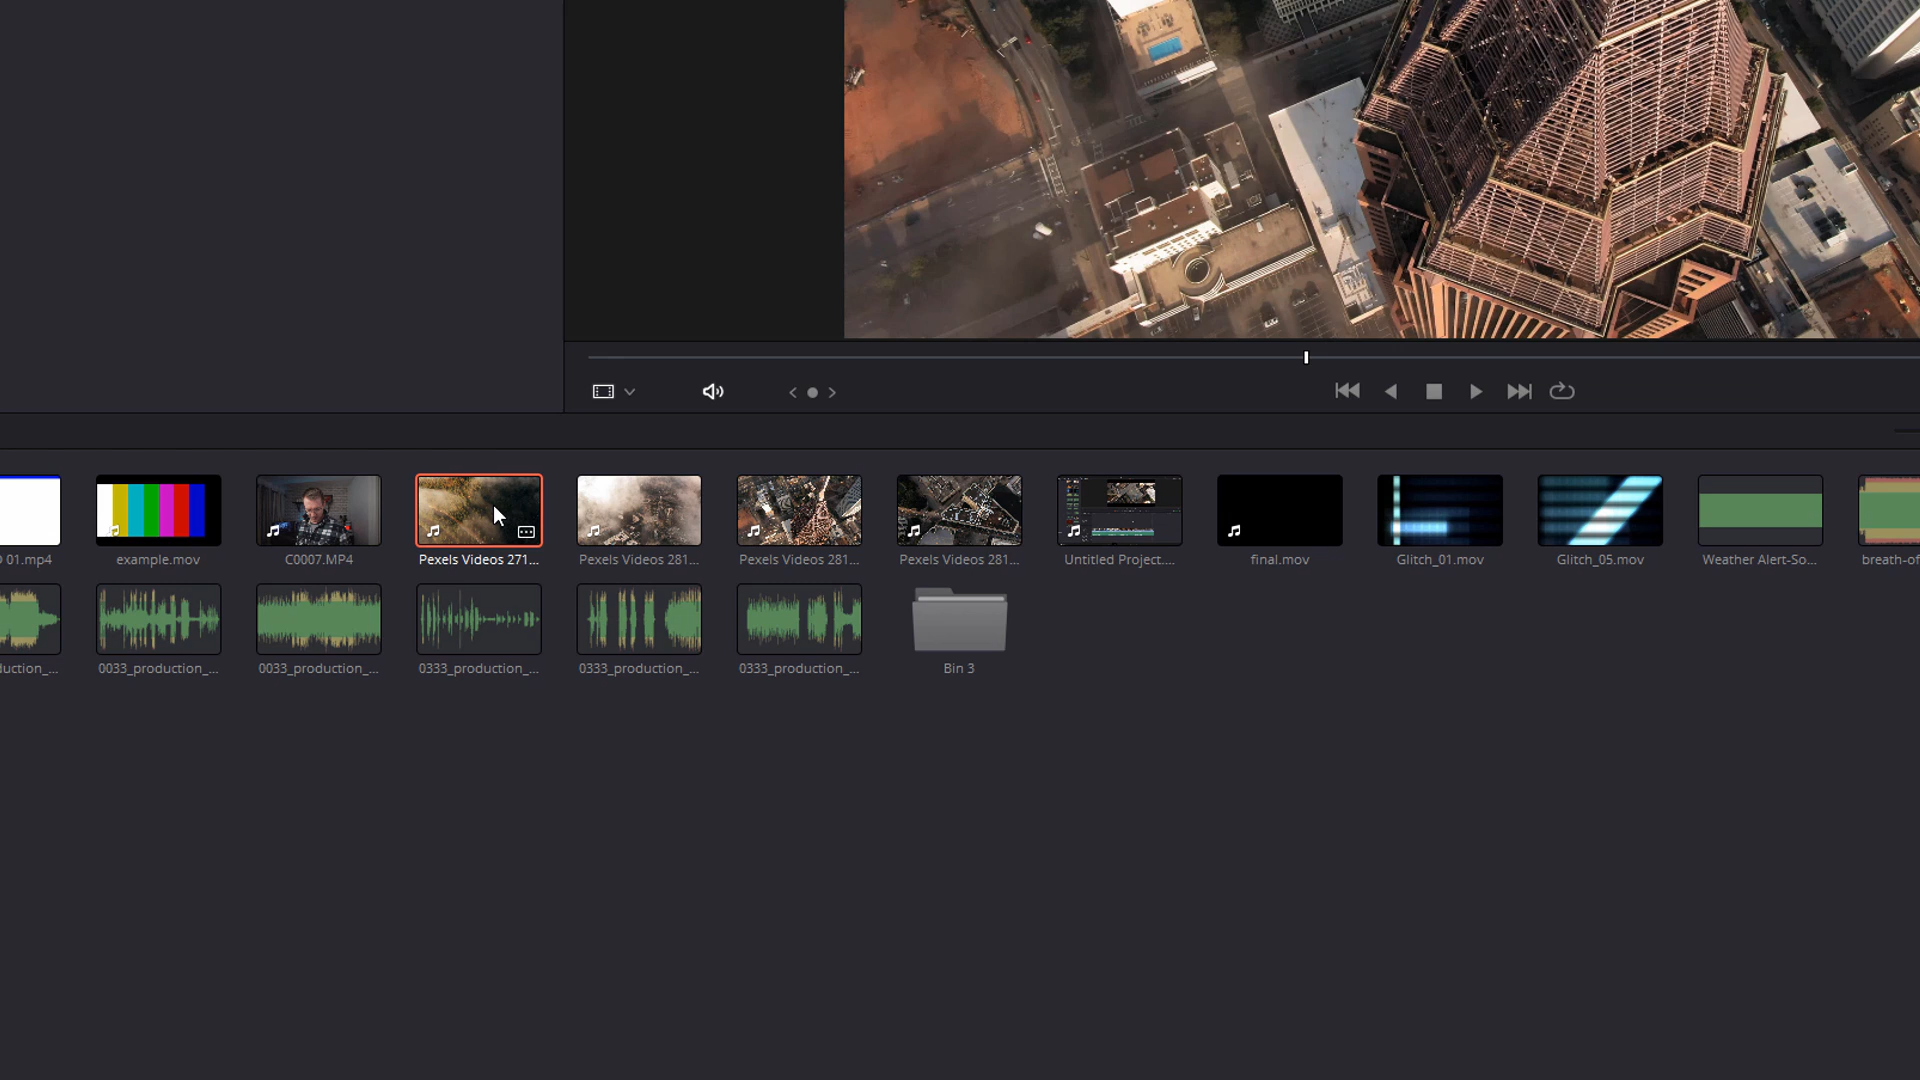 01.mp4
example.mov
C0007.MP4
Pexels Videos 271...
Pexels Videos 281...
Pexels Videos 281...
Pexels Videos 281...
Untitled Project....
final.mov
Glitch_01.mov
Glitch_05.mov
Weather Alert-So...
breath-of
duction_...
0033_production_...
0033_production_...
0333_production_...
0333_production_...
0333_production_...
Bin 3